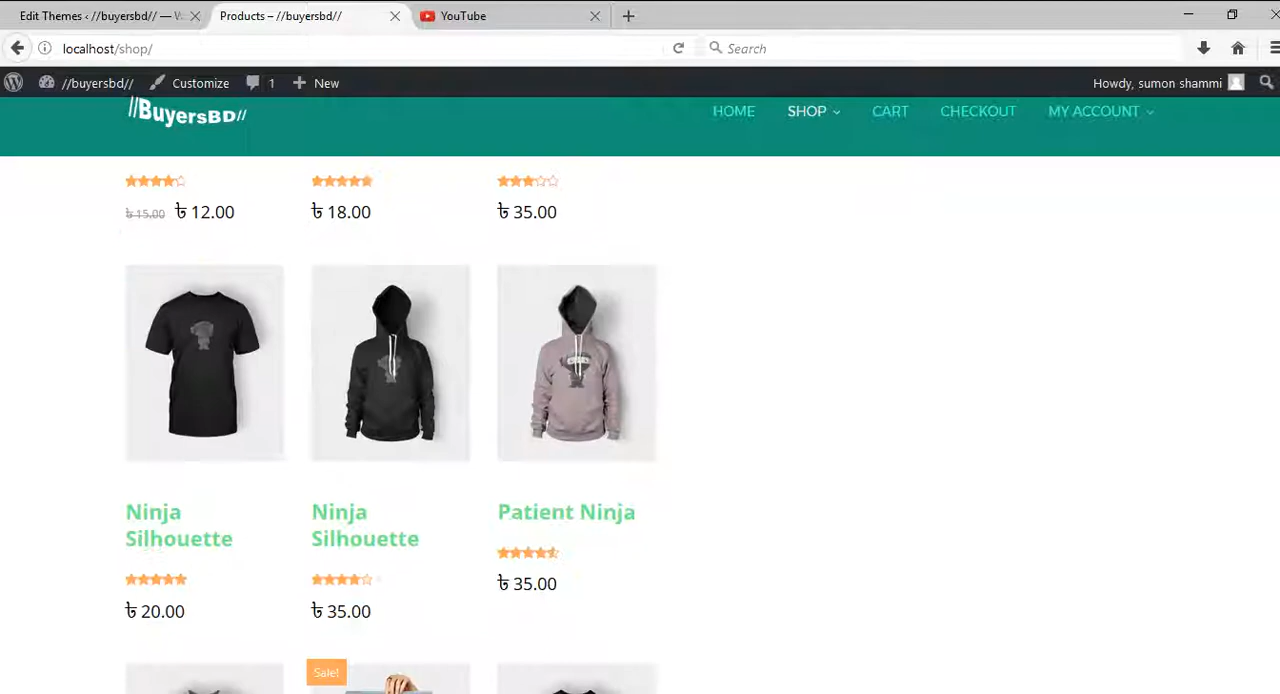 Edit Themes ‹ //buyersbd// — W
Products – //buyersbd//
YouTube
localhost/shop/
Search
//buyersbd//
Customize
1
New
Howdy, sumon shammi
//BuyersBD//
HOME
SHOP
CART
CHECKOUT
MY ACCOUNT
৳ 15.00 ৳ 12.00
৳ 18.00
৳ 35.00
Ninja
Silhouette
৳ 20.00
Ninja
Silhouette
৳ 35.00
Patient Ninja
৳ 35.00
Sale!